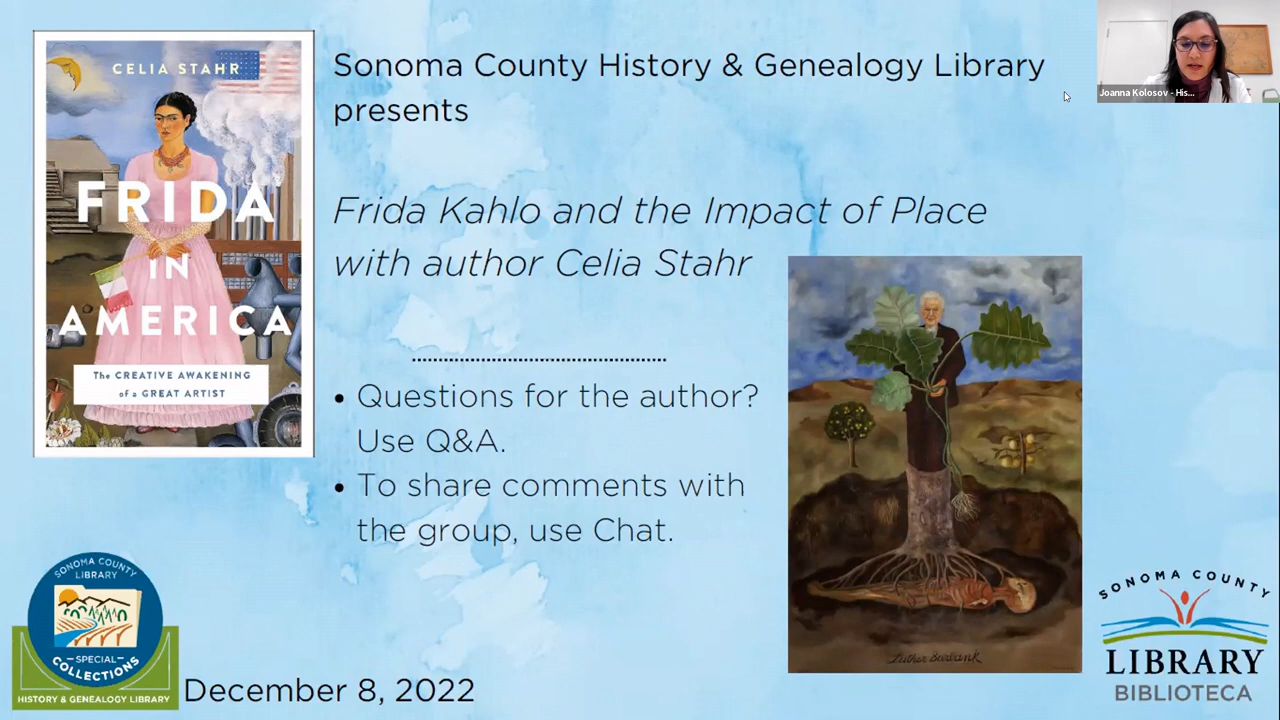 CELIA STAHR
FRIDA
IN
AMERICA
The CREATIVE AWAKENING
of a GREAT ARTIST
Sonoma County History & Genealogy Library
presents
Frida Kahlo and the Impact of Place
with author Celia Stahr
• Questions for the author?
Use Q&A.
• To share comments with
the group, use Chat.
Joanna Kolosov - His...
Luther Burbank
SONOMA COUNTY
LIBRARY
SPECIAL
COLLECTIONS
HISTORY & GENEALOGY LIBRARY
December 8, 2022
SONOMA COUNTY
LIBRARY
BIBLIOTECA